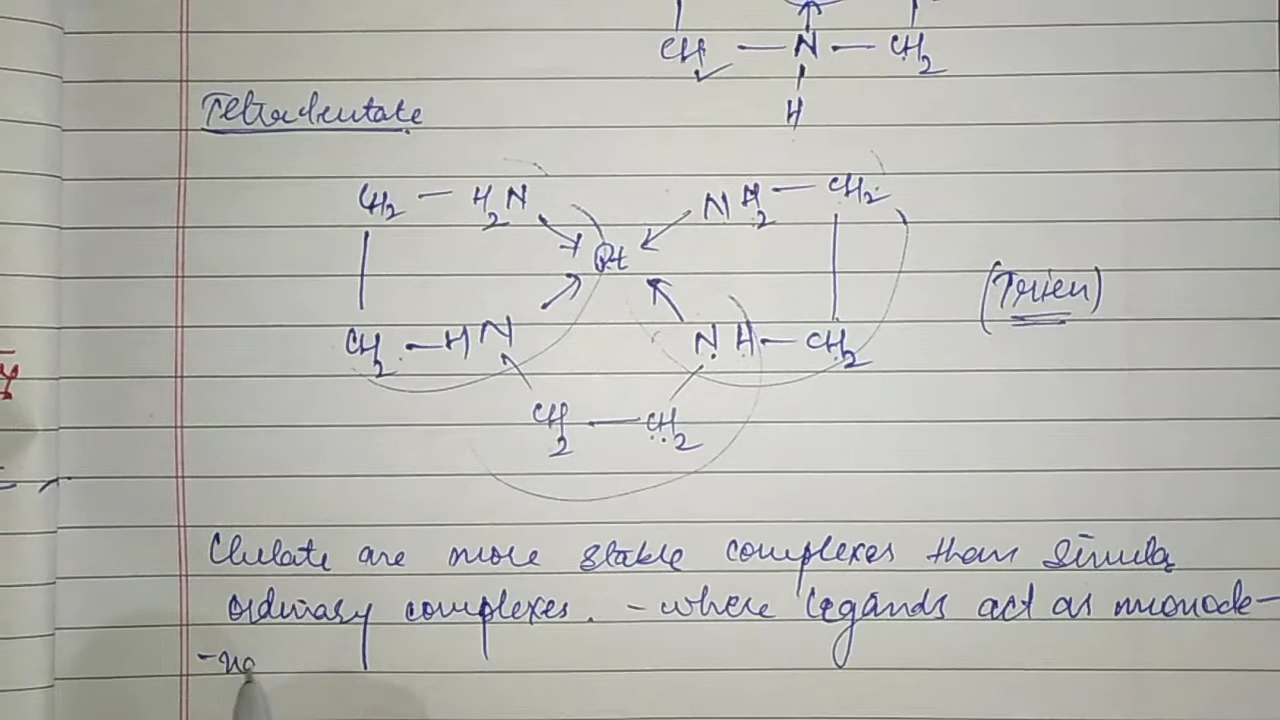 CH2 — N — CH2
H
Tetradentate
CH2 — H2N NH2 — CH2
Pt
(Trien)
CH2 — HN NH — CH2
CH2 — CH2
Chelate are more stable complexes than similar
ordinary complexes. - where ligands act as monode-